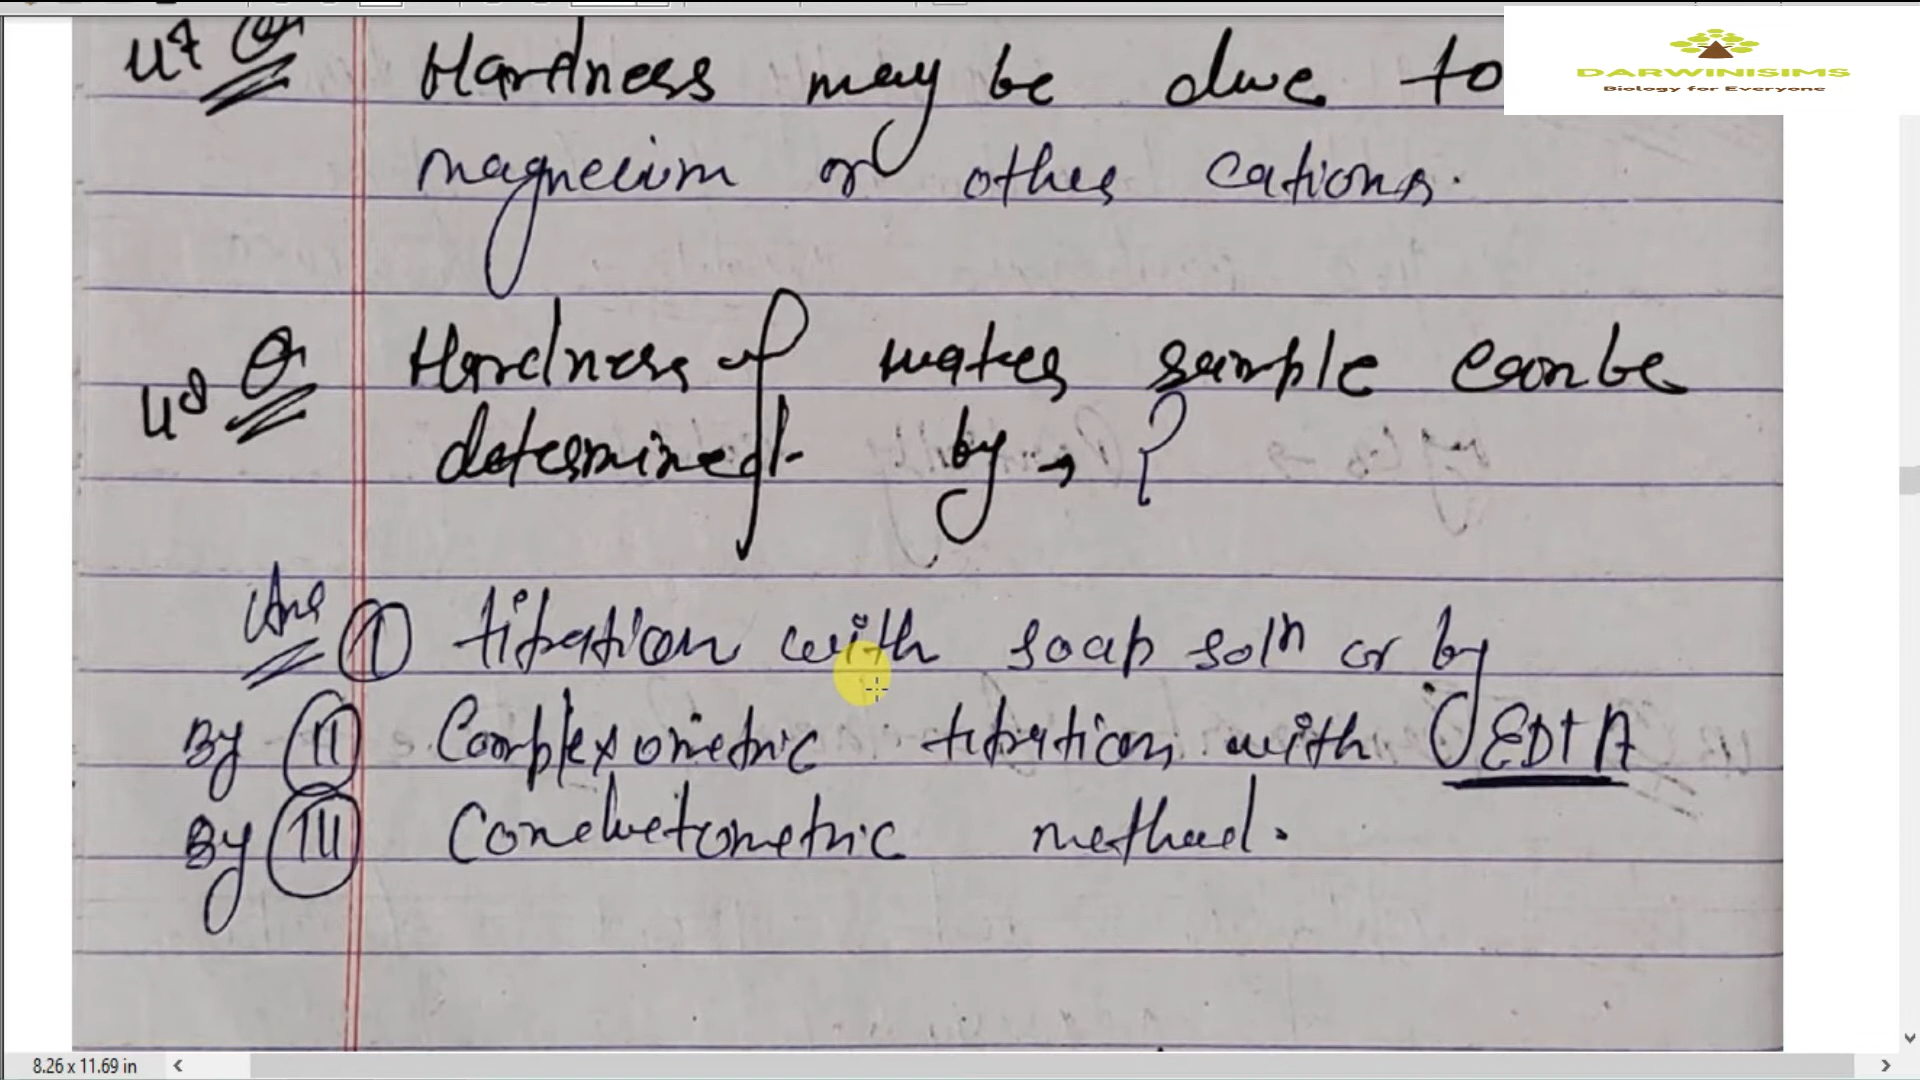 47 Q Hardness may be due to
magnecium or other cations.
48 Q Hardness of water sample can be
determined by → ?
Ans I titration with soap solⁿ or by
By II Complexometric titration with EDTA
By III Conductometric method.
DARWINISIMS
Biology for Everyone
8.26 x 11.69 in